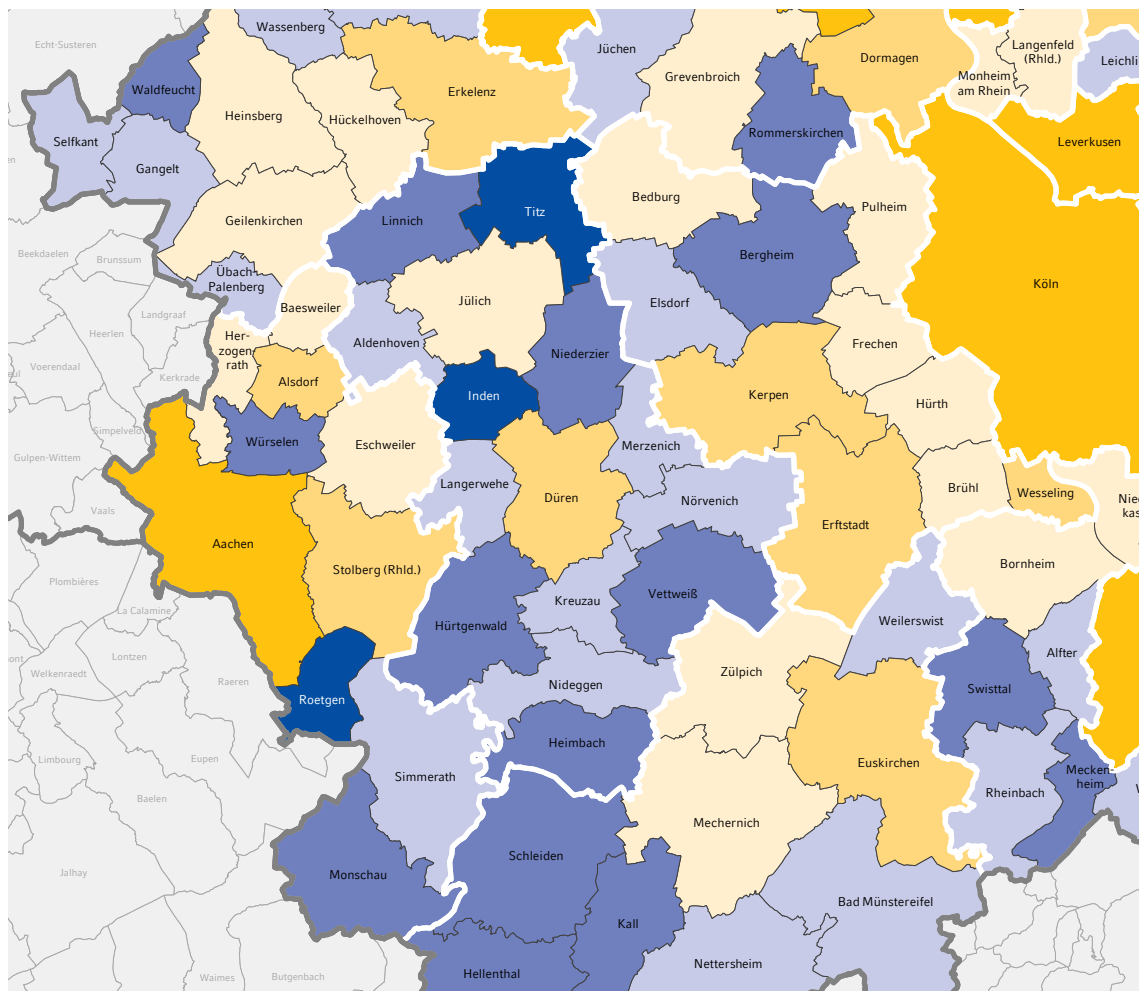 Wassenberg
Echt-Susteren
Jüchen
Langenfeld
(Rhld.)
Dormagen
Leichli
Grevenbroich
Monheim
am Rhein
Waldfeucht
Erkelenz
Heinsberg
Hückelhoven
Rommerskirchen
Leverkusen
Selfkant
Gangelt
en
Bedburg
Titz
Pulheim
Geilenkirchen
Linnich
Beekdaelen
Brunssum
Bergheim
Übach-
Palenberg
Köln
Jülich
Elsdorf
Baesweiler
Landgraaf
Heerlen
Her-
zogen-
rath
Aldenhoven
Niederzier
Frechen
Voerendaal
Kerkrade
Alsdorf
Inden
Kerpen
Hürth
Simpelveld
Würselen
Eschweiler
Merzenich
Gulpen-Wittem
Langerwehe
Düren
Nörvenich
Brühl
Wesseling
Nied
kas
Vaals
Erftstadt
Aachen
Stolberg (Rhld.)
Bornheim
Plombières
Kreuzau
Vettweiß
La Calamine
Hürtgenwald
Weilerswist
Lontzen
Alfter
Welkenraedt
Raeren
Zülpich
Nideggen
Swisttal
Roetgen
Heimbach
Limbourg
Eupen
Euskirchen
Simmerath
Mecken-
heim
Rheinbach
Baelen
Mechernich
Schleiden
Jalhay
Monschau
Bad Münstereifel
Kall
Nettersheim
Hellenthal
Waimes
Butgenbach